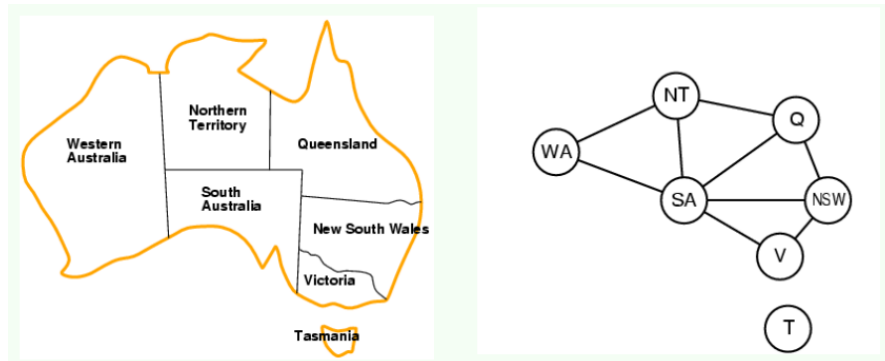 Western
Australia
Northern
Territory
Queensland
South
Australia
New South Wales
Victoria
Tasmania
NT
Q
WA
SA
NSW
V
T